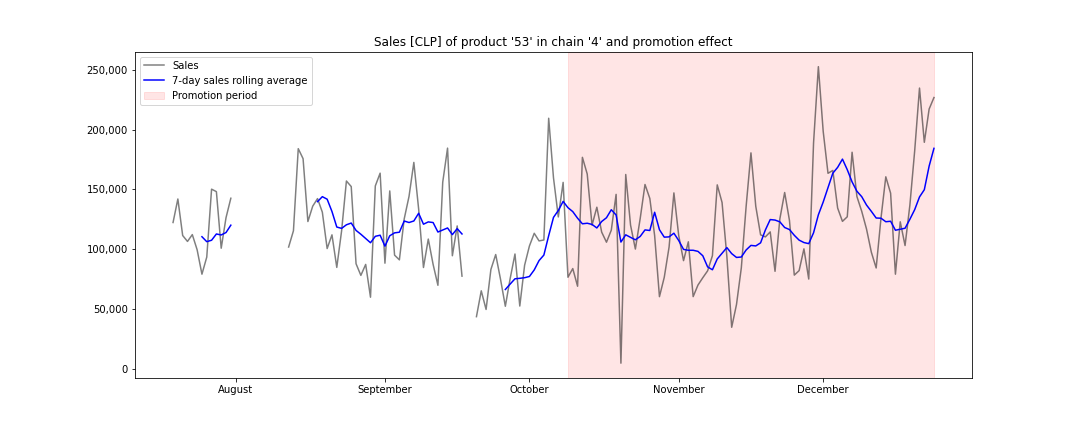 Sales [CLP] of product '53' in chain '4' and promotion effect
Sales
7-day sales rolling average
Promotion period
250,000
200,000
150,000
100,000
50,000
0
August
September
October
November
December